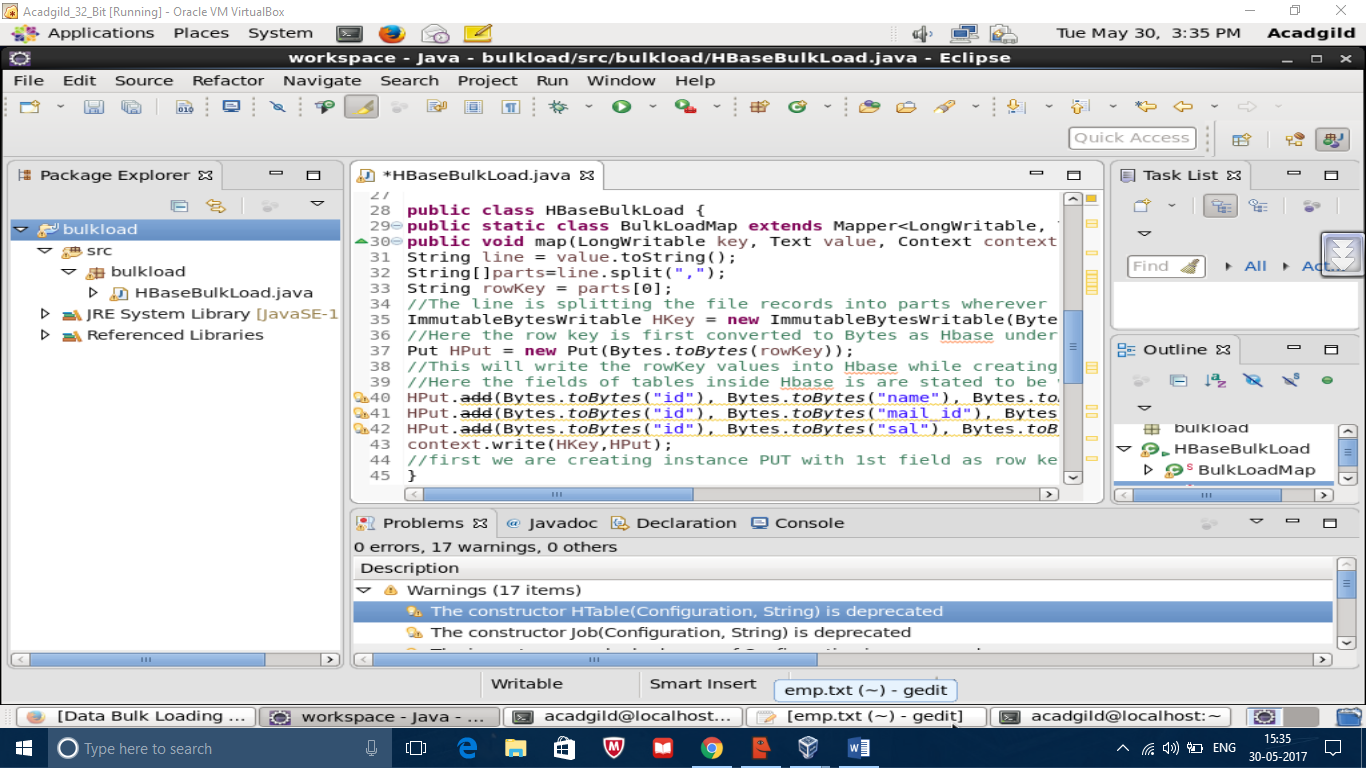 Acadgild_32_Bit [Running] - Oracle VM VirtualBox
Applications Places System Tue May 30, 3:35 PM Acadgild
workspace - Java - bulkload/src/bulkload/HBaseBulkLoad.java - Eclipse
File Edit Source Refactor Navigate Search Project Run Window Help
Quick Access
Package Explorer
bulkload
src
bulkload
HBaseBulkLoad.java
JRE System Library [JavaSE-1
Referenced Libraries
*HBaseBulkLoad.java
27
28 public class HBaseBulkLoad {
29 public static class BulkLoadMap extends Mapper<LongWritable,
30 public void map(LongWritable key, Text value, Context context
31 String line = value.toString();
32 String[]parts=line.split(",");
33 String rowKey = parts[0];
34 //The line is splitting the file records into parts wherever
35 ImmutableBytesWritable HKey = new ImmutableBytesWritable(Byte
36 //Here the row key is first converted to Bytes as Hbase under
37 Put HPut = new Put(Bytes.toBytes(rowKey));
38 //This will write the rowKey values into Hbase while creating
39 //Here the fields of tables inside Hbase is are stated to be
40 HPut.add(Bytes.toBytes("id"), Bytes.toBytes("name"), Bytes.to
41 HPut.add(Bytes.toBytes("id"), Bytes.toBytes("mail_id"), Bytes
42 HPut.add(Bytes.toBytes("id"), Bytes.toBytes("sal"), Bytes.toB
43 context.write(HKey,HPut);
44 //first we are creating instance PUT with 1st field as row ke
45 }
Task List
Find All Act...
Outline
bulkload
HBaseBulkLoad
BulkLoadMap
Problems Javadoc Declaration Console
0 errors, 17 warnings, 0 others
Description
Warnings (17 items)
The constructor HTable(Configuration, String) is deprecated
The constructor Job(Configuration, String) is deprecated
Writable Smart Insert
emp.txt (~) - gedit
[Data Bulk Loading ... workspace - Java - ... acadgild@localhost... [emp.txt (~) - gedit] acadgild@localhost:~
Type here to search
ENG
15:35
30-05-2017